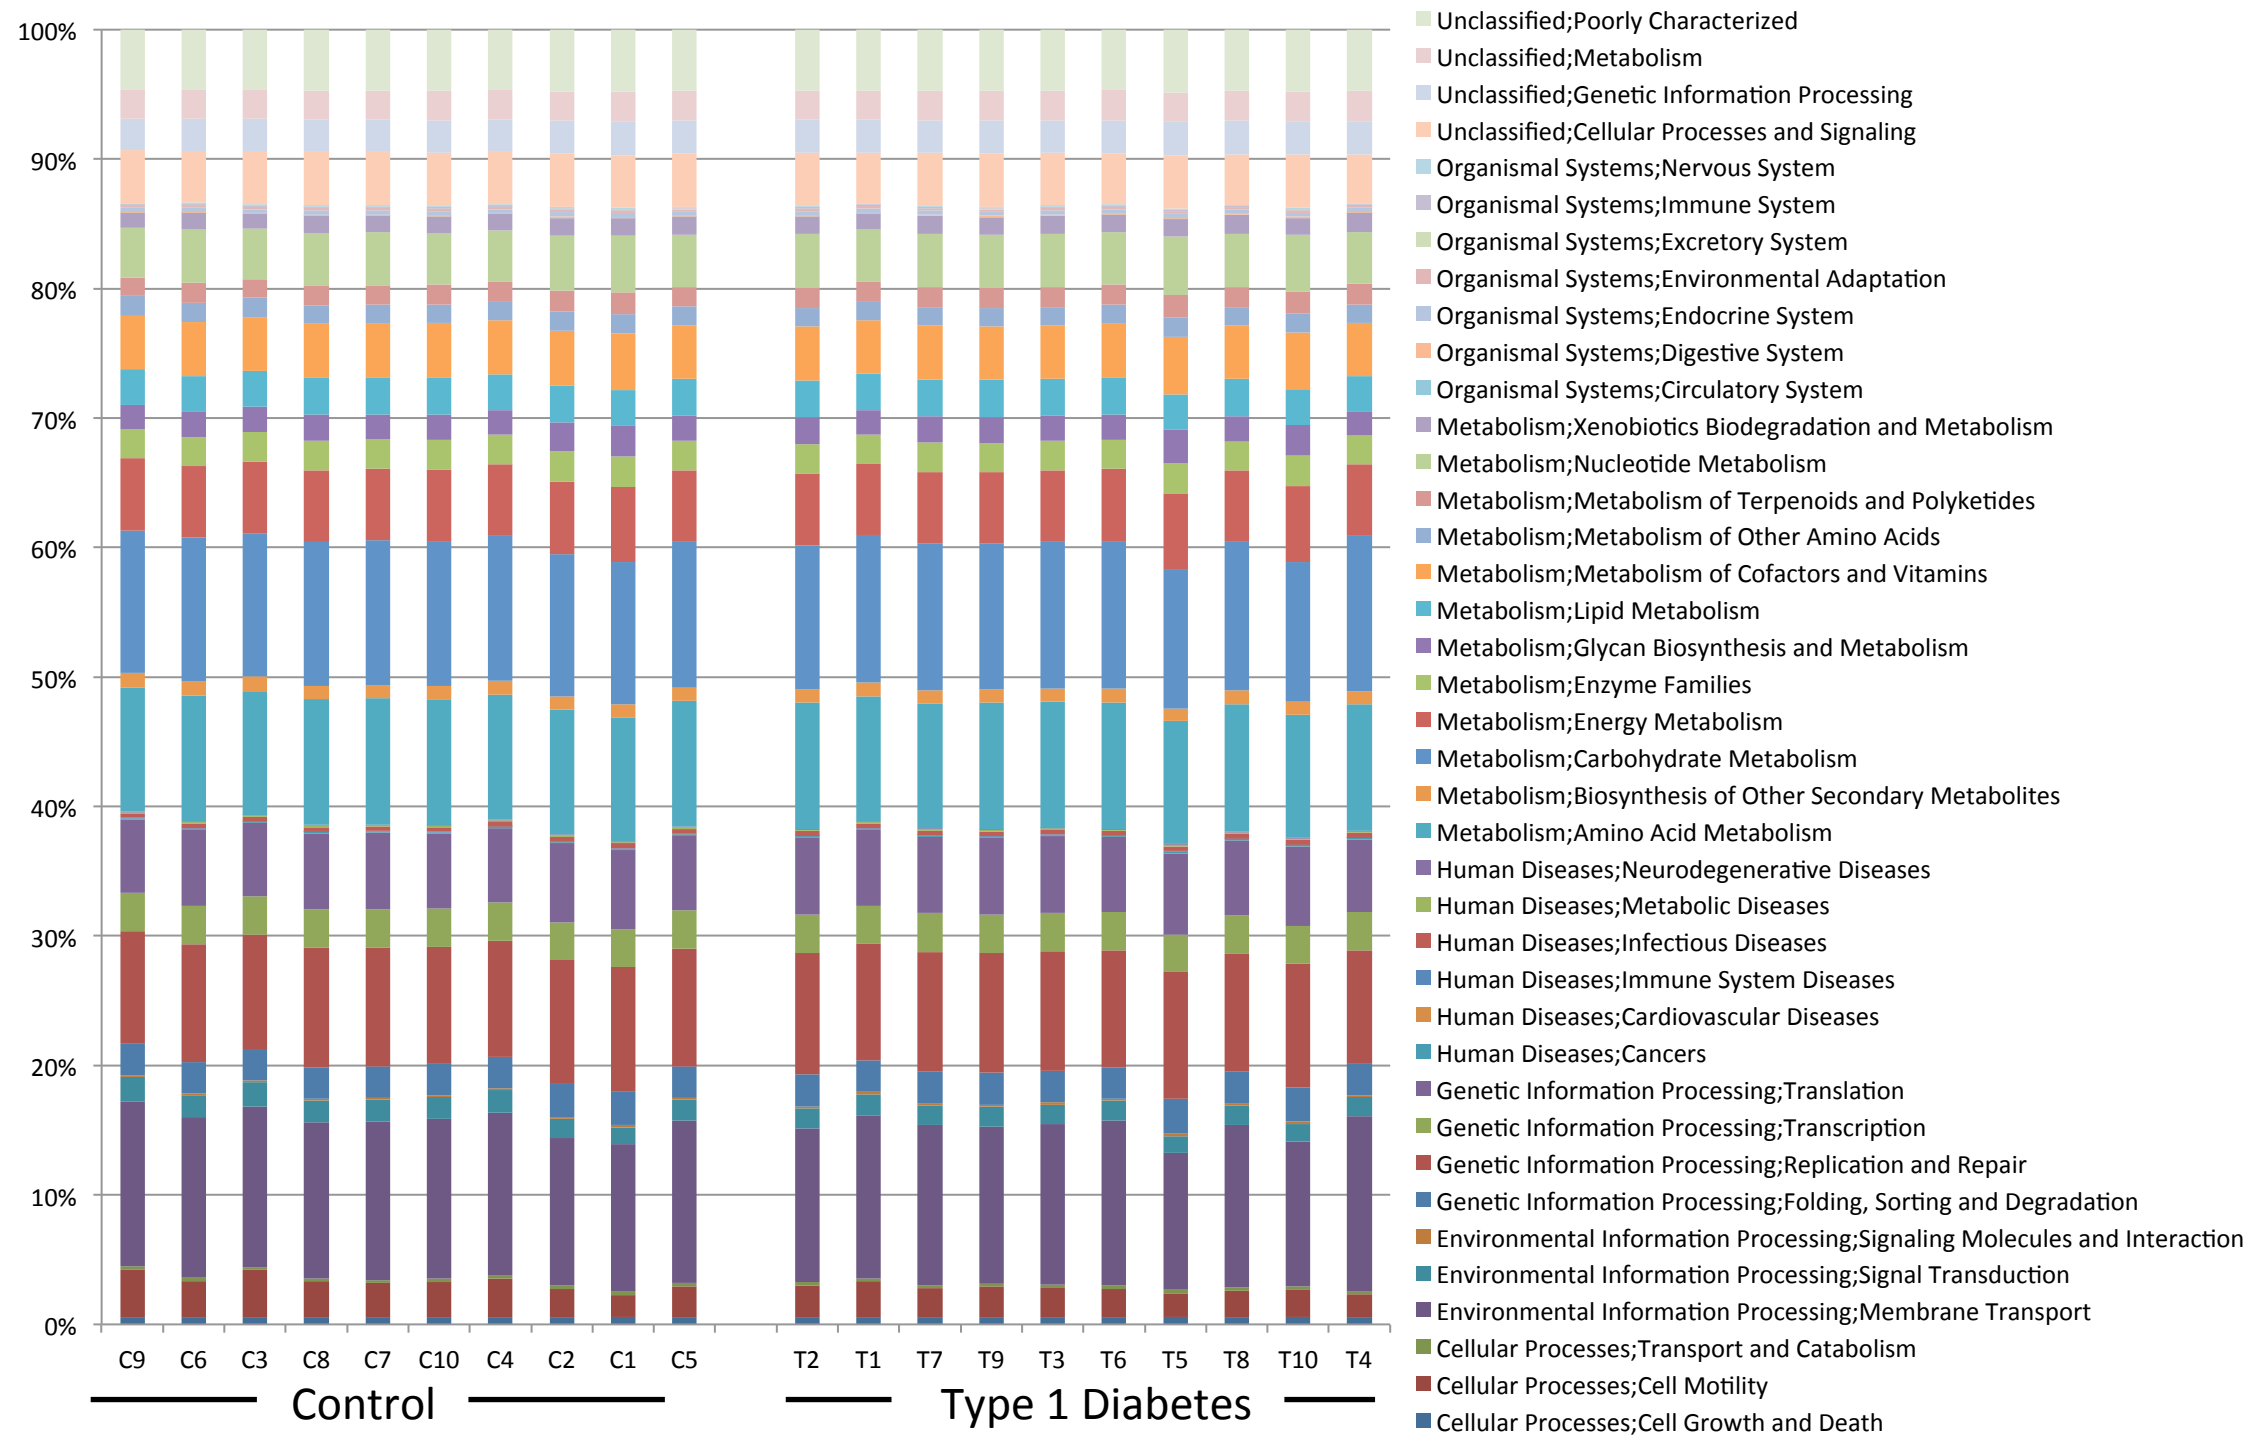 100%
90%
80%
70%
60%
50%
40%
30%
20%
10%
0%
C9 C6 C3 C8 C7 C10 C4 C2 C1 C5 T2 T1 T7 T9 T3 T6 T5 T8 T10 T4
Control Type 1 Diabetes
Unclassified;Poorly Characterized
Unclassified;Metabolism
Unclassified;Genetic Information Processing
Unclassified;Cellular Processes and Signaling
Organismal Systems;Nervous System
Organismal Systems;Immune System
Organismal Systems;Excretory System
Organismal Systems;Environmental Adaptation
Organismal Systems;Endocrine System
Organismal Systems;Digestive System
Organismal Systems;Circulatory System
Metabolism;Xenobiotics Biodegradation and Metabolism
Metabolism;Nucleotide Metabolism
Metabolism;Metabolism of Terpenoids and Polyketides
Metabolism;Metabolism of Other Amino Acids
Metabolism;Metabolism of Cofactors and Vitamins
Metabolism;Lipid Metabolism
Metabolism;Glycan Biosynthesis and Metabolism
Metabolism;Enzyme Families
Metabolism;Energy Metabolism
Metabolism;Carbohydrate Metabolism
Metabolism;Biosynthesis of Other Secondary Metabolites
Metabolism;Amino Acid Metabolism
Human Diseases;Neurodegenerative Diseases
Human Diseases;Metabolic Diseases
Human Diseases;Infectious Diseases
Human Diseases;Immune System Diseases
Human Diseases;Cardiovascular Diseases
Human Diseases;Cancers
Genetic Information Processing;Translation
Genetic Information Processing;Transcription
Genetic Information Processing;Replication and Repair
Genetic Information Processing;Folding, Sorting and Degradation
Environmental Information Processing;Signaling Molecules and Interaction
Environmental Information Processing;Signal Transduction
Environmental Information Processing;Membrane Transport
Cellular Processes;Transport and Catabolism
Cellular Processes;Cell Motility
Cellular Processes;Cell Growth and Death